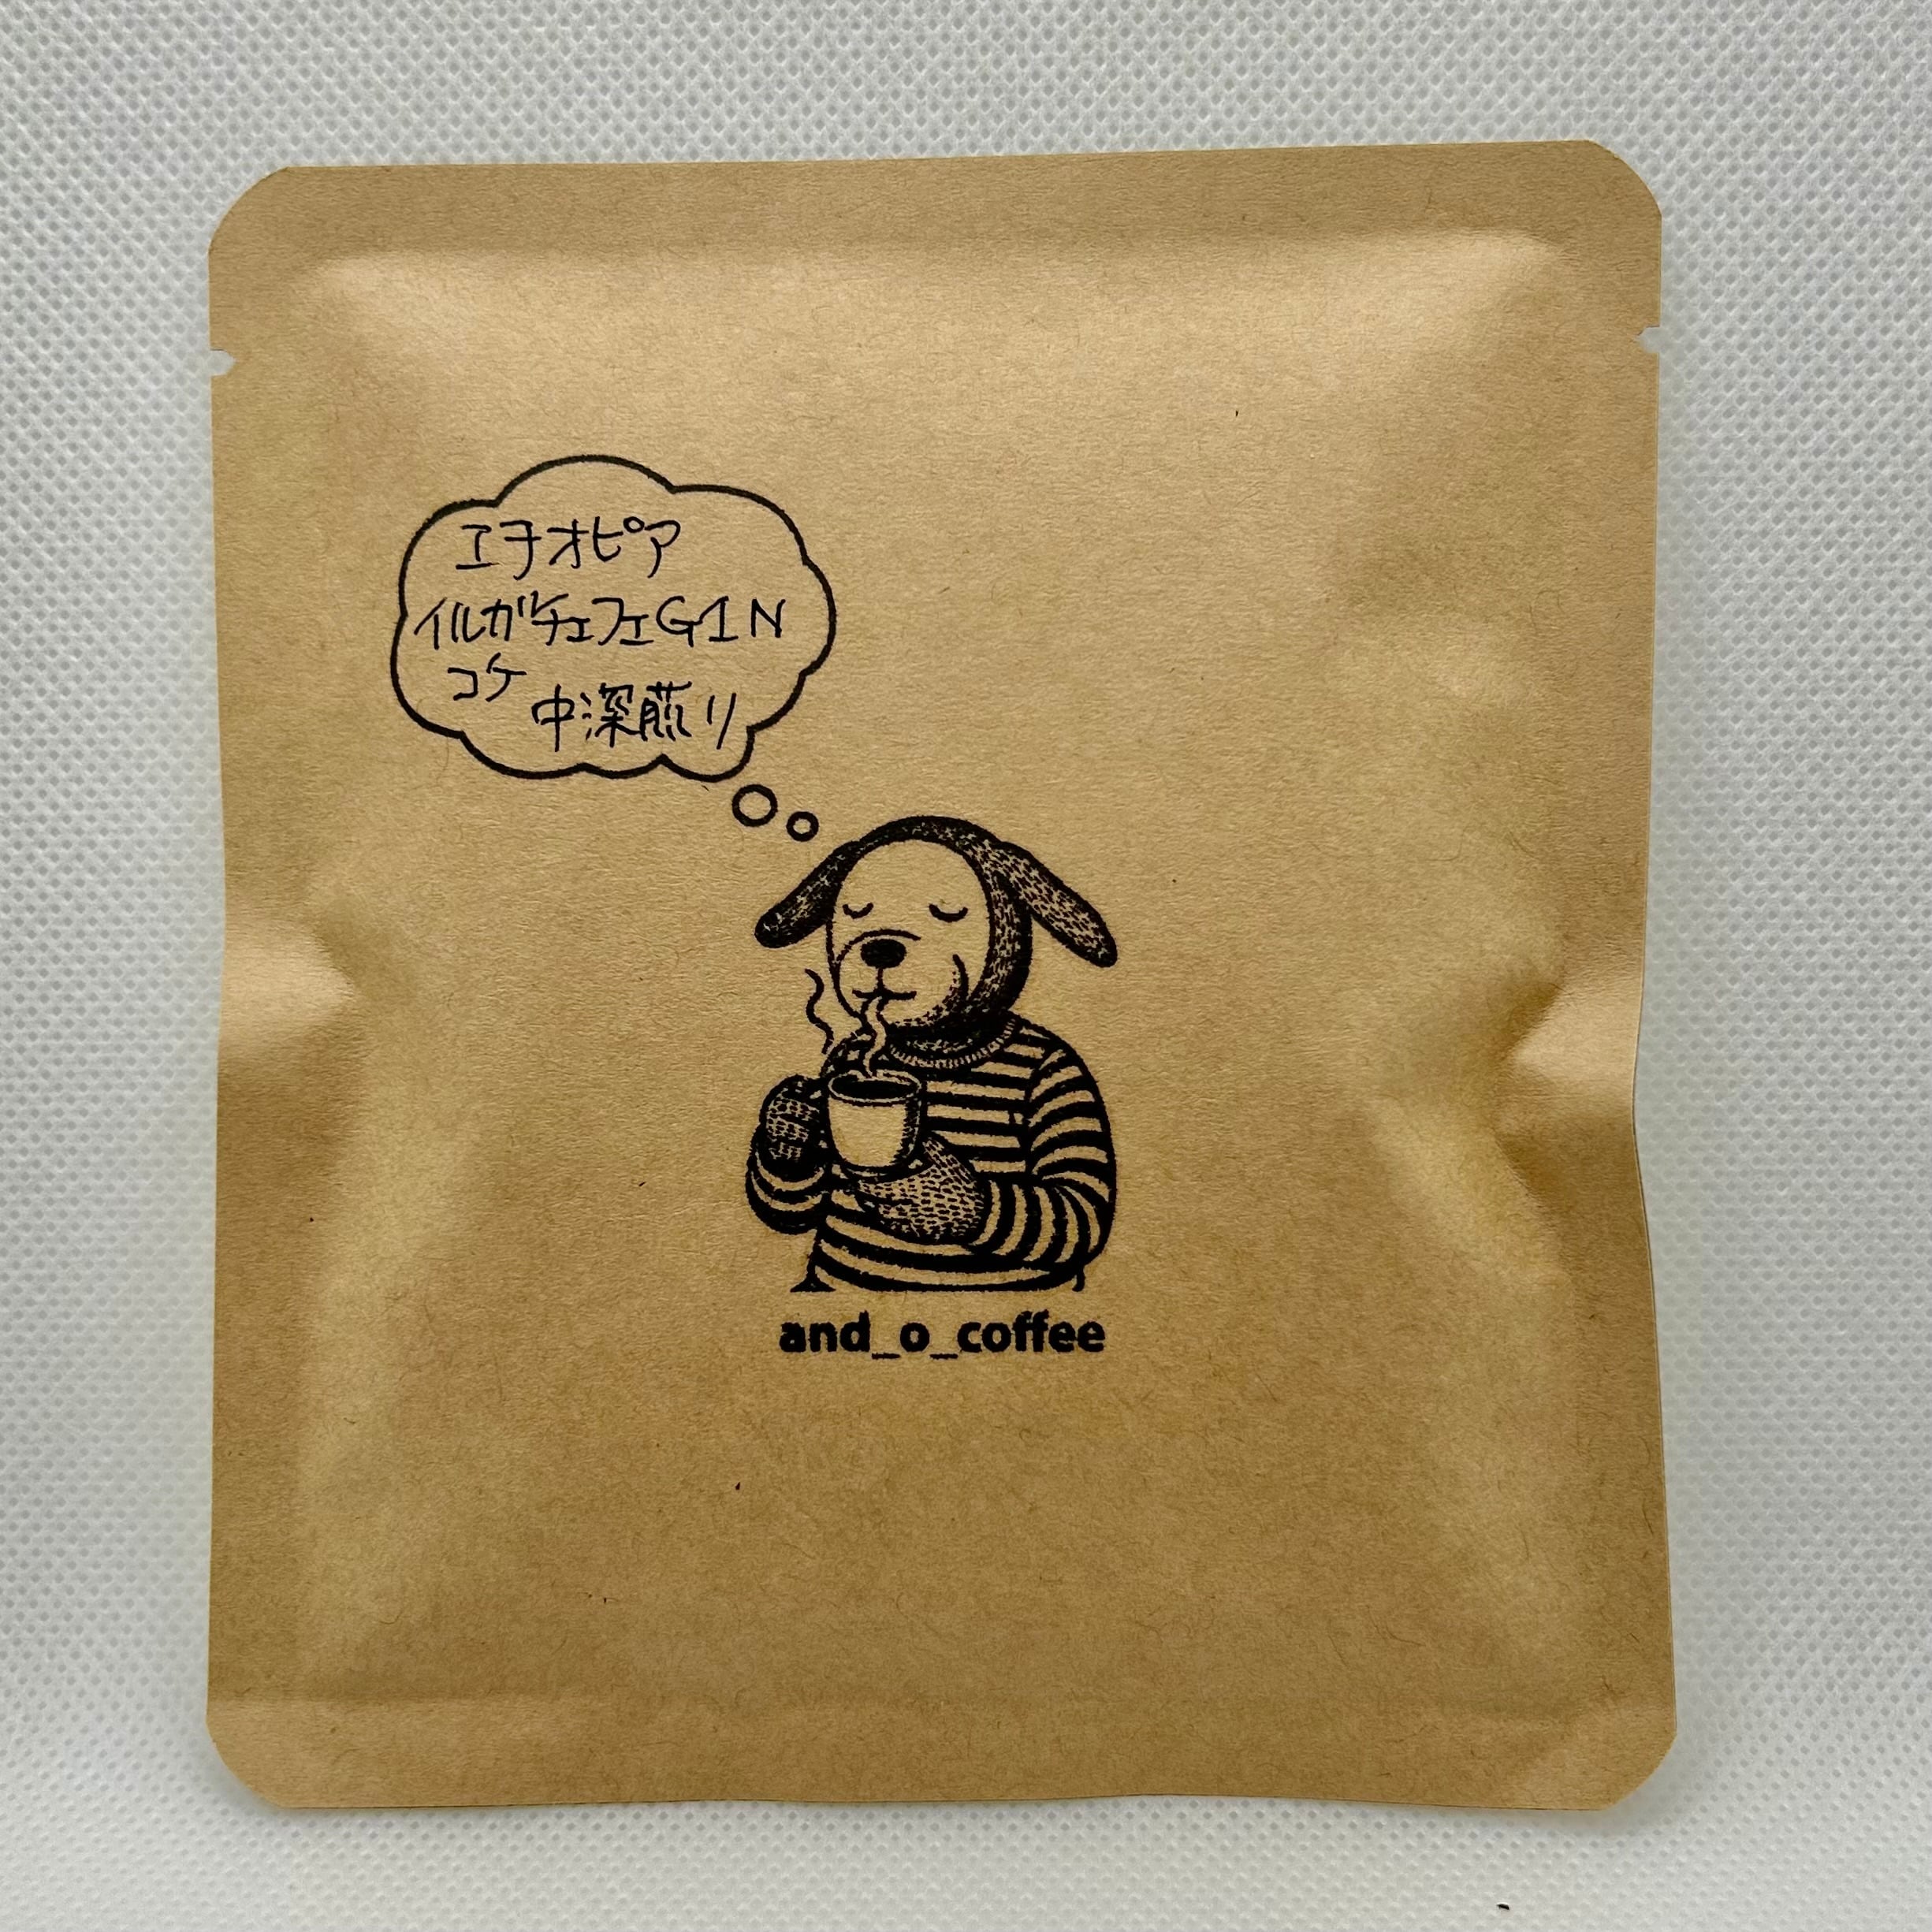 エチオピア
イルガチェフェG1N
コケ
中深煎り
and_o_coffee